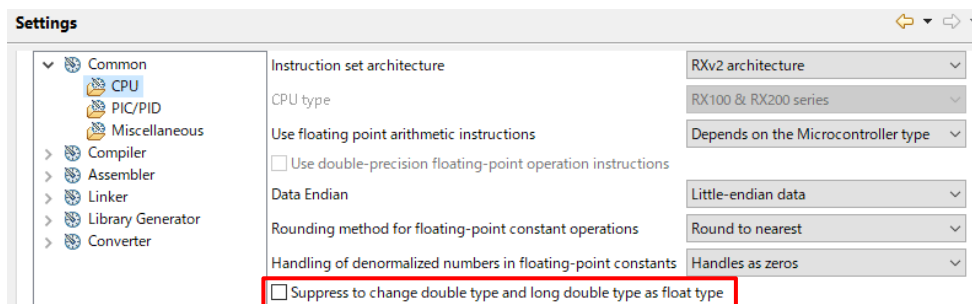 Settings
Common
CPU
PIC/PID
Miscellaneous
Compiler
Assembler
Linker
Library Generator
Converter
Instruction set architecture RXv2 architecture
CPU type RX100 & RX200 series
Use floating point arithmetic instructions Depends on the Microcontroller type
Use double-precision floating-point operation instructions
Data Endian Little-endian data
Rounding method for floating-point constant operations Round to nearest
Handling of denormalized numbers in floating-point constants Handles as zeros
Suppress to change double type and long double type as float type